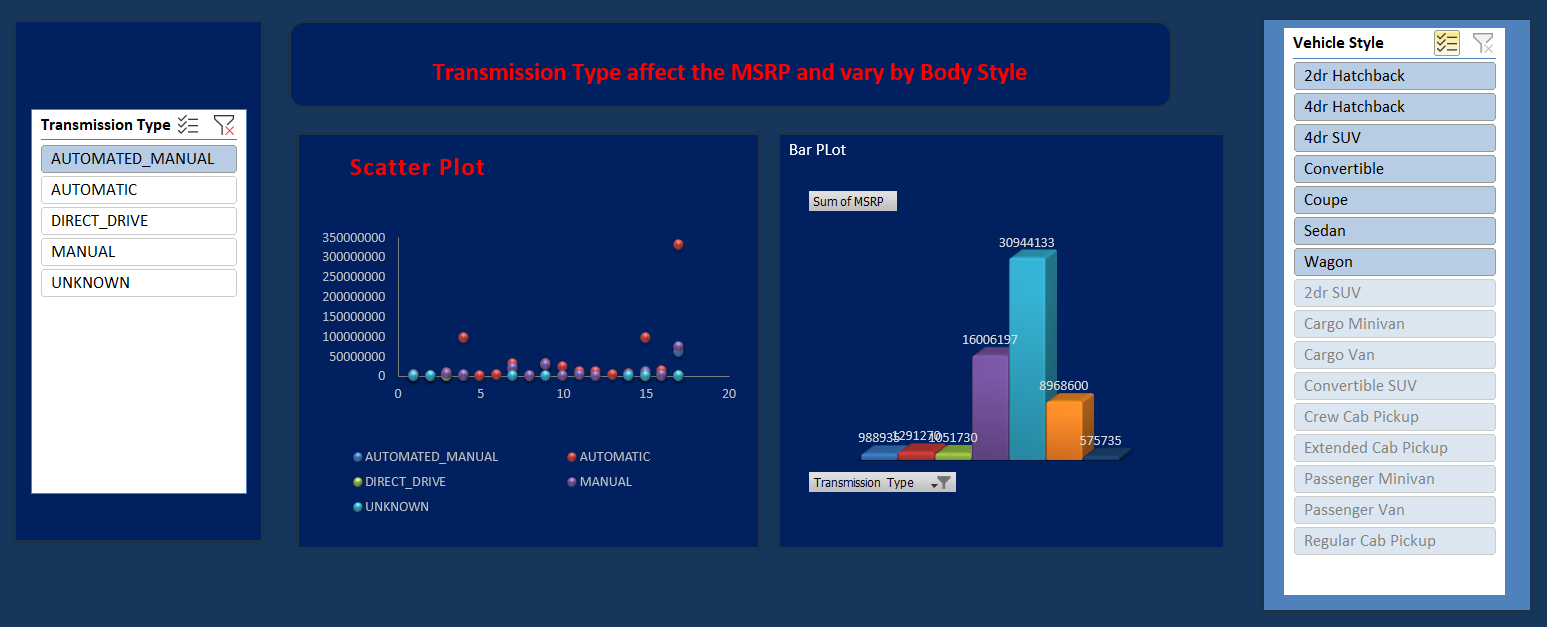 Transmission Type affect the MSRP and vary by Body Style
Transmission Type
AUTOMATED_MANUAL
AUTOMATIC
DIRECT_DRIVE
MANUAL
UNKNOWN
Scatter Plot
350000000
300000000
250000000
200000000
150000000
100000000
50000000
0
0 5 10 15 20
AUTOMATED_MANUAL AUTOMATIC
DIRECT_DRIVE MANUAL
UNKNOWN
Bar PLot
Sum of MSRP
30944133
16006197
8968600
988935 1291270 1051730 575735
Transmission Type
Vehicle Style
2dr Hatchback
4dr Hatchback
4dr SUV
Convertible
Coupe
Sedan
Wagon
2dr SUV
Cargo Minivan
Cargo Van
Convertible SUV
Crew Cab Pickup
Extended Cab Pickup
Passenger Minivan
Passenger Van
Regular Cab Pickup